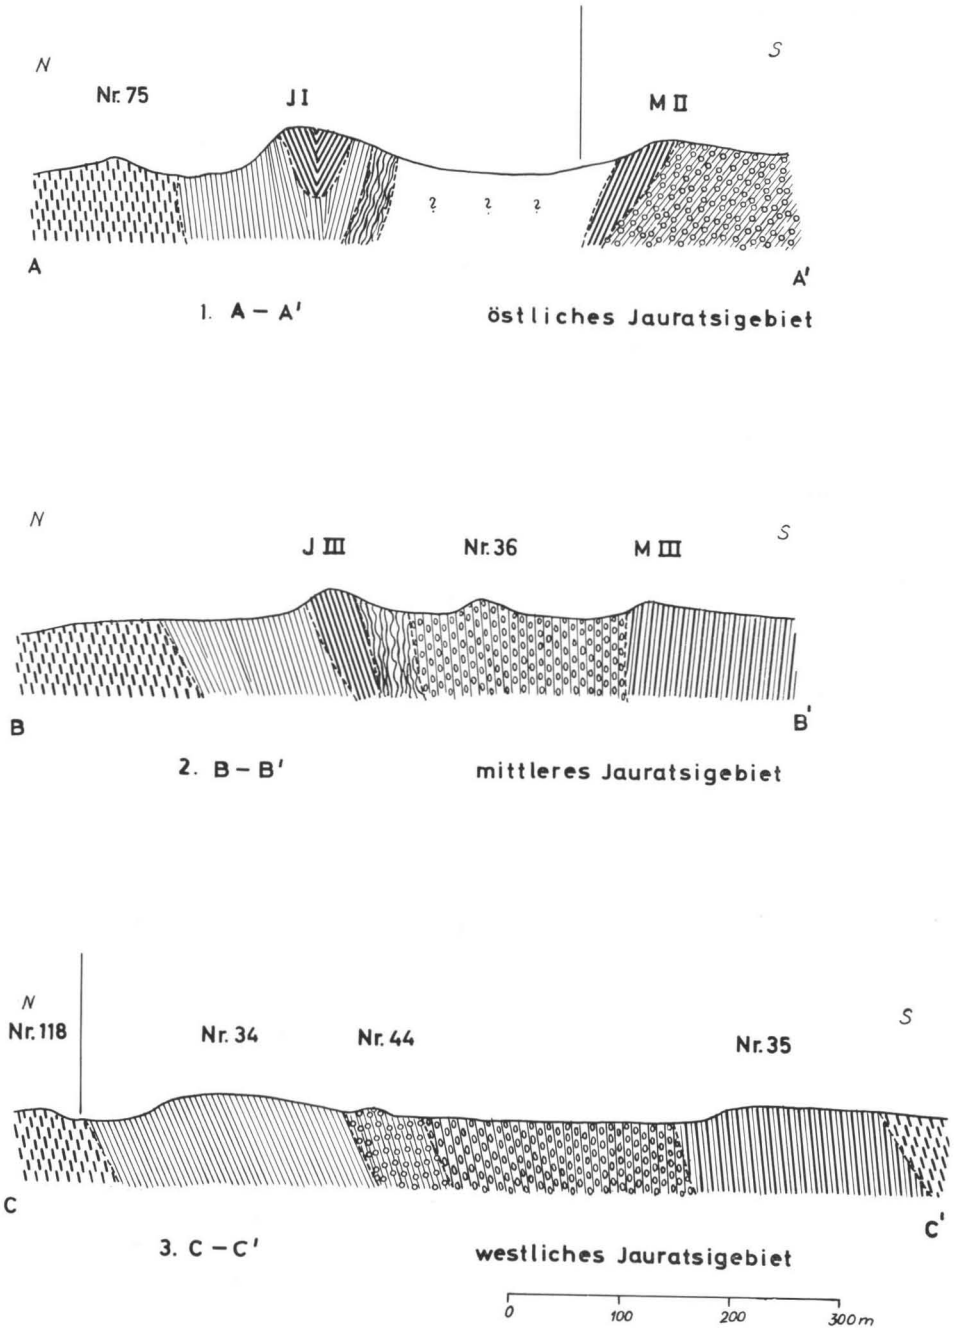 N S
Nr. 75 J I M II
? ? ?
A A'
1. A – A' östliches Jauratsigebiet
N S
J III Nr. 36 M III
B B'
2. B – B' mittleres Jauratsigebiet
N S
Nr. 118 Nr. 34 Nr. 44 Nr. 35
C C'
3. C – C' westliches Jauratsigebiet
0 100 200 300 m